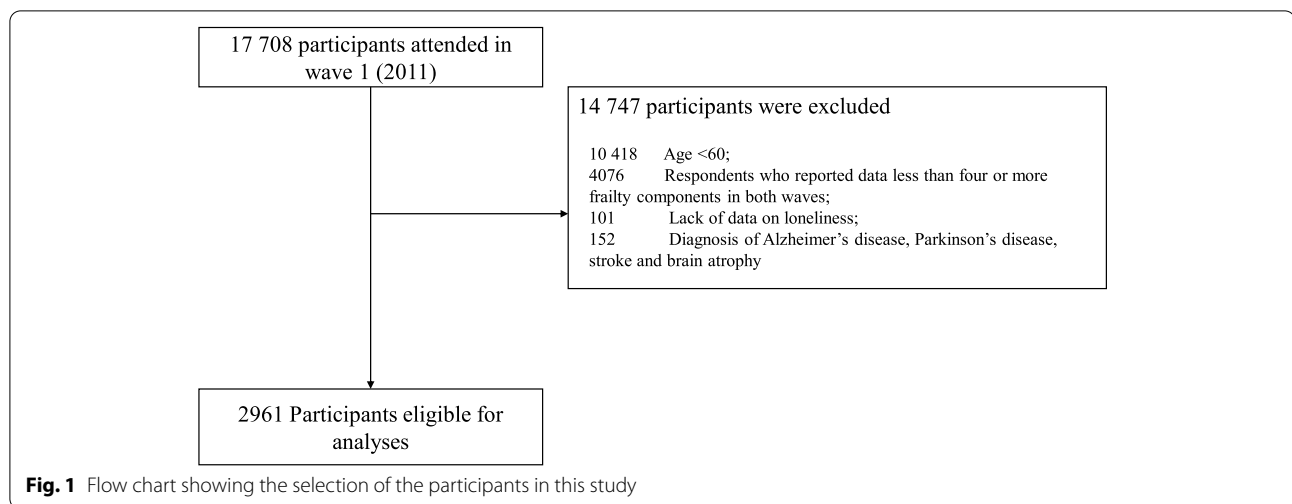 17 708 participants attended in
wave 1 (2011)
14 747 participants were excluded
10 418 Age <60;
4076 Respondents who reported data less than four or more
frailty components in both waves;
101 Lack of data on loneliness;
152 Diagnosis of Alzheimer's disease, Parkinson's disease,
stroke and brain atrophy
2961 Participants eligible for
analyses
Fig. 1 Flow chart showing the selection of the participants in this study